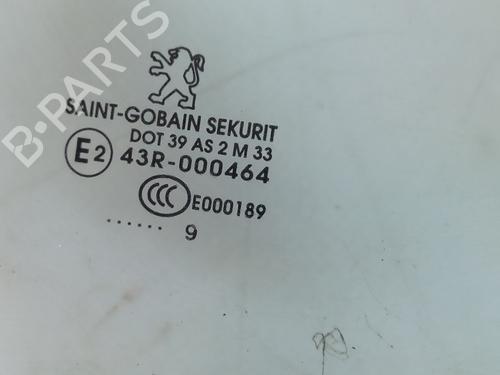 B-PARTS
SAINT-GOBAIN SEKURIT
DOT 39 AS 2 M 33
E2 43R-000464
CCC E000189
...... 9